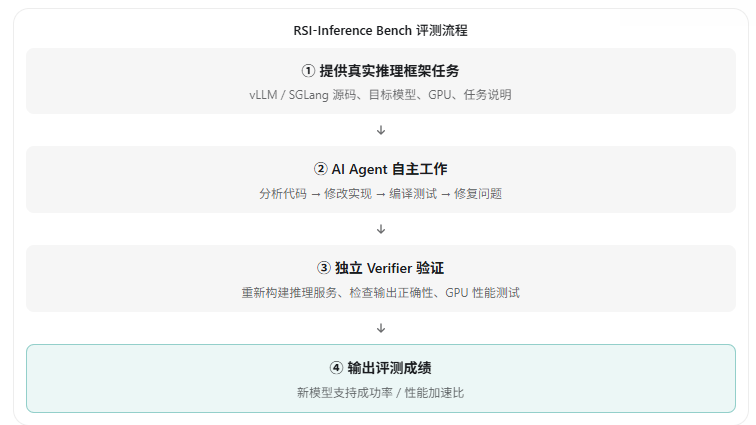 RSI-Inference Bench 评测流程
① 提供真实推理框架任务
vLLM / SGLang 源码、目标模型、GPU、任务说明
↓
② AI Agent 自主工作
分析代码 → 修改实现 → 编译测试 → 修复问题
↓
③ 独立 Verifier 验证
重新构建推理服务、检查输出正确性、GPU 性能测试
↓
④ 输出评测成绩
新模型支持成功率 / 性能加速比